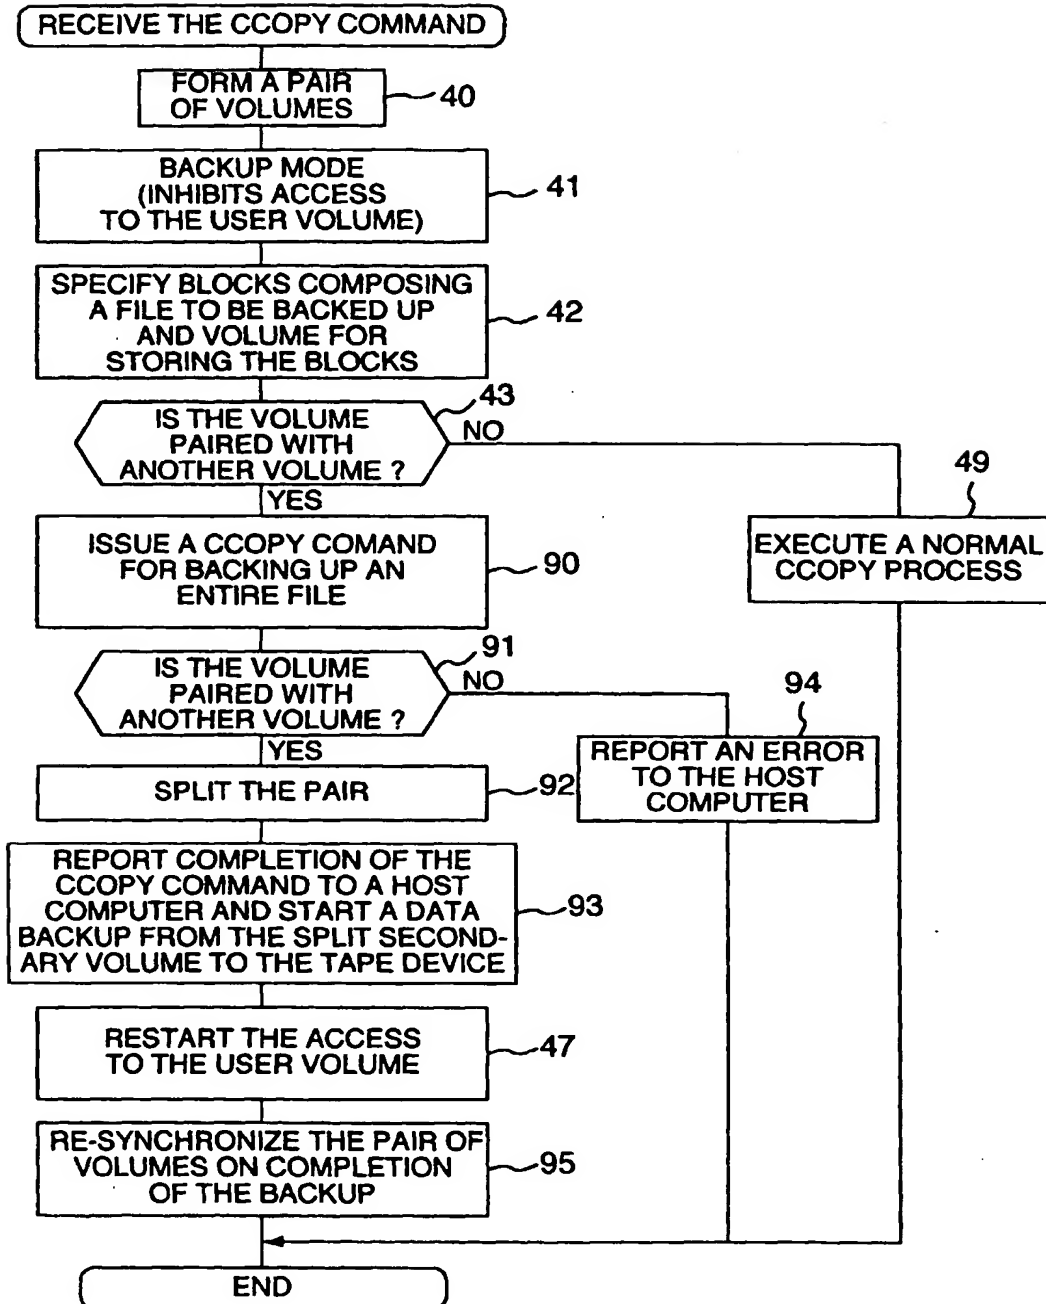 RECEIVE THE CCOPY COMMAND
FORM A PAIR
OF VOLUMES
40
BACKUP MODE
(INHIBITS ACCESS
TO THE USER VOLUME)
41
SPECIFY BLOCKS COMPOSING
A FILE TO BE BACKED UP
AND VOLUME FOR
STORING THE BLOCKS
42
43
IS THE VOLUME
PAIRED WITH
ANOTHER VOLUME ?
NO
YES
49
EXECUTE A NORMAL
CCOPY PROCESS
ISSUE A CCOPY COMAND
FOR BACKING UP AN
ENTIRE FILE
90
91
IS THE VOLUME
PAIRED WITH
ANOTHER VOLUME ?
NO
YES
94
REPORT AN ERROR
TO THE HOST
COMPUTER
SPLIT THE PAIR
92
REPORT COMPLETION OF THE
CCOPY COMMAND TO A HOST
COMPUTER AND START A DATA
BACKUP FROM THE SPLIT SECOND-
ARY VOLUME TO THE TAPE DEVICE
93
RESTART THE ACCESS
TO THE USER VOLUME
47
RE-SYNCHRONIZE THE PAIR OF
VOLUMES ON COMPLETION
OF THE BACKUP
95
END